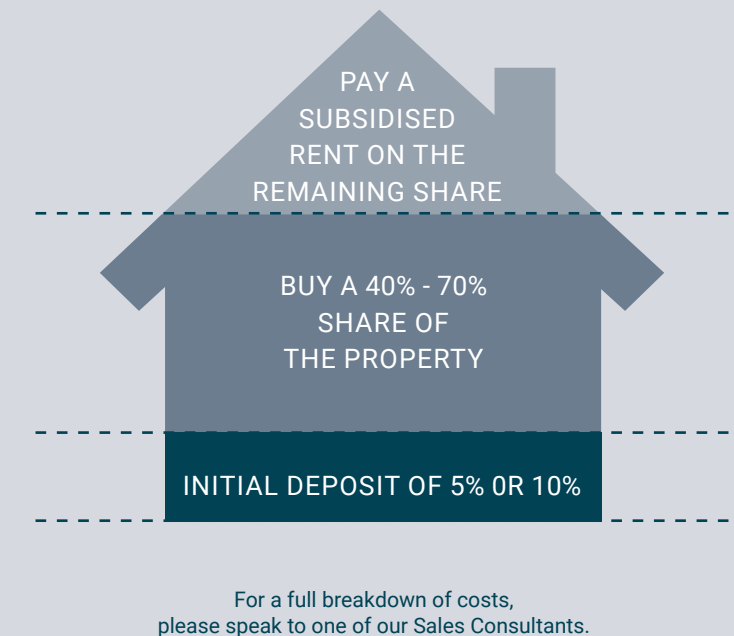 PAY A
SUBSIDISED
RENT ON THE
REMAINING SHARE
BUY A 40% - 70%
SHARE OF
THE PROPERTY
INITIAL DEPOSIT OF 5% 0R 10%
For a full breakdown of costs,
please speak to one of our Sales Consultants.